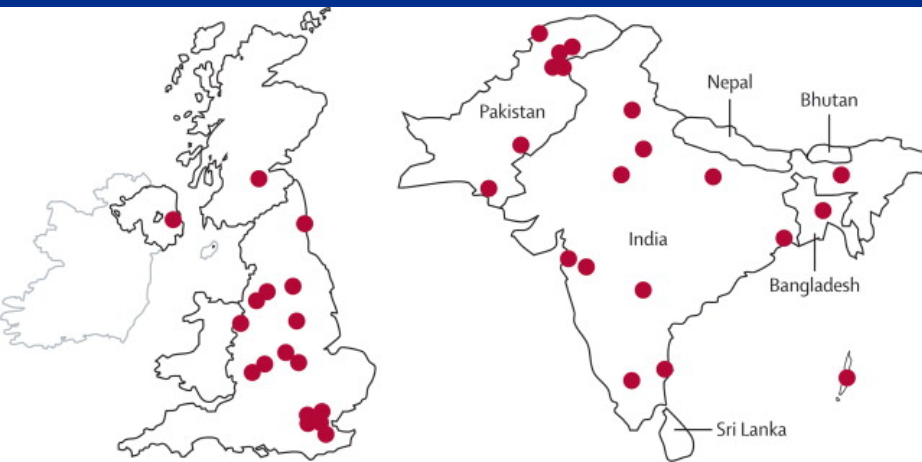 Nepal
Bhutan
Pakistan
India
Bangladesh
Sri Lanka